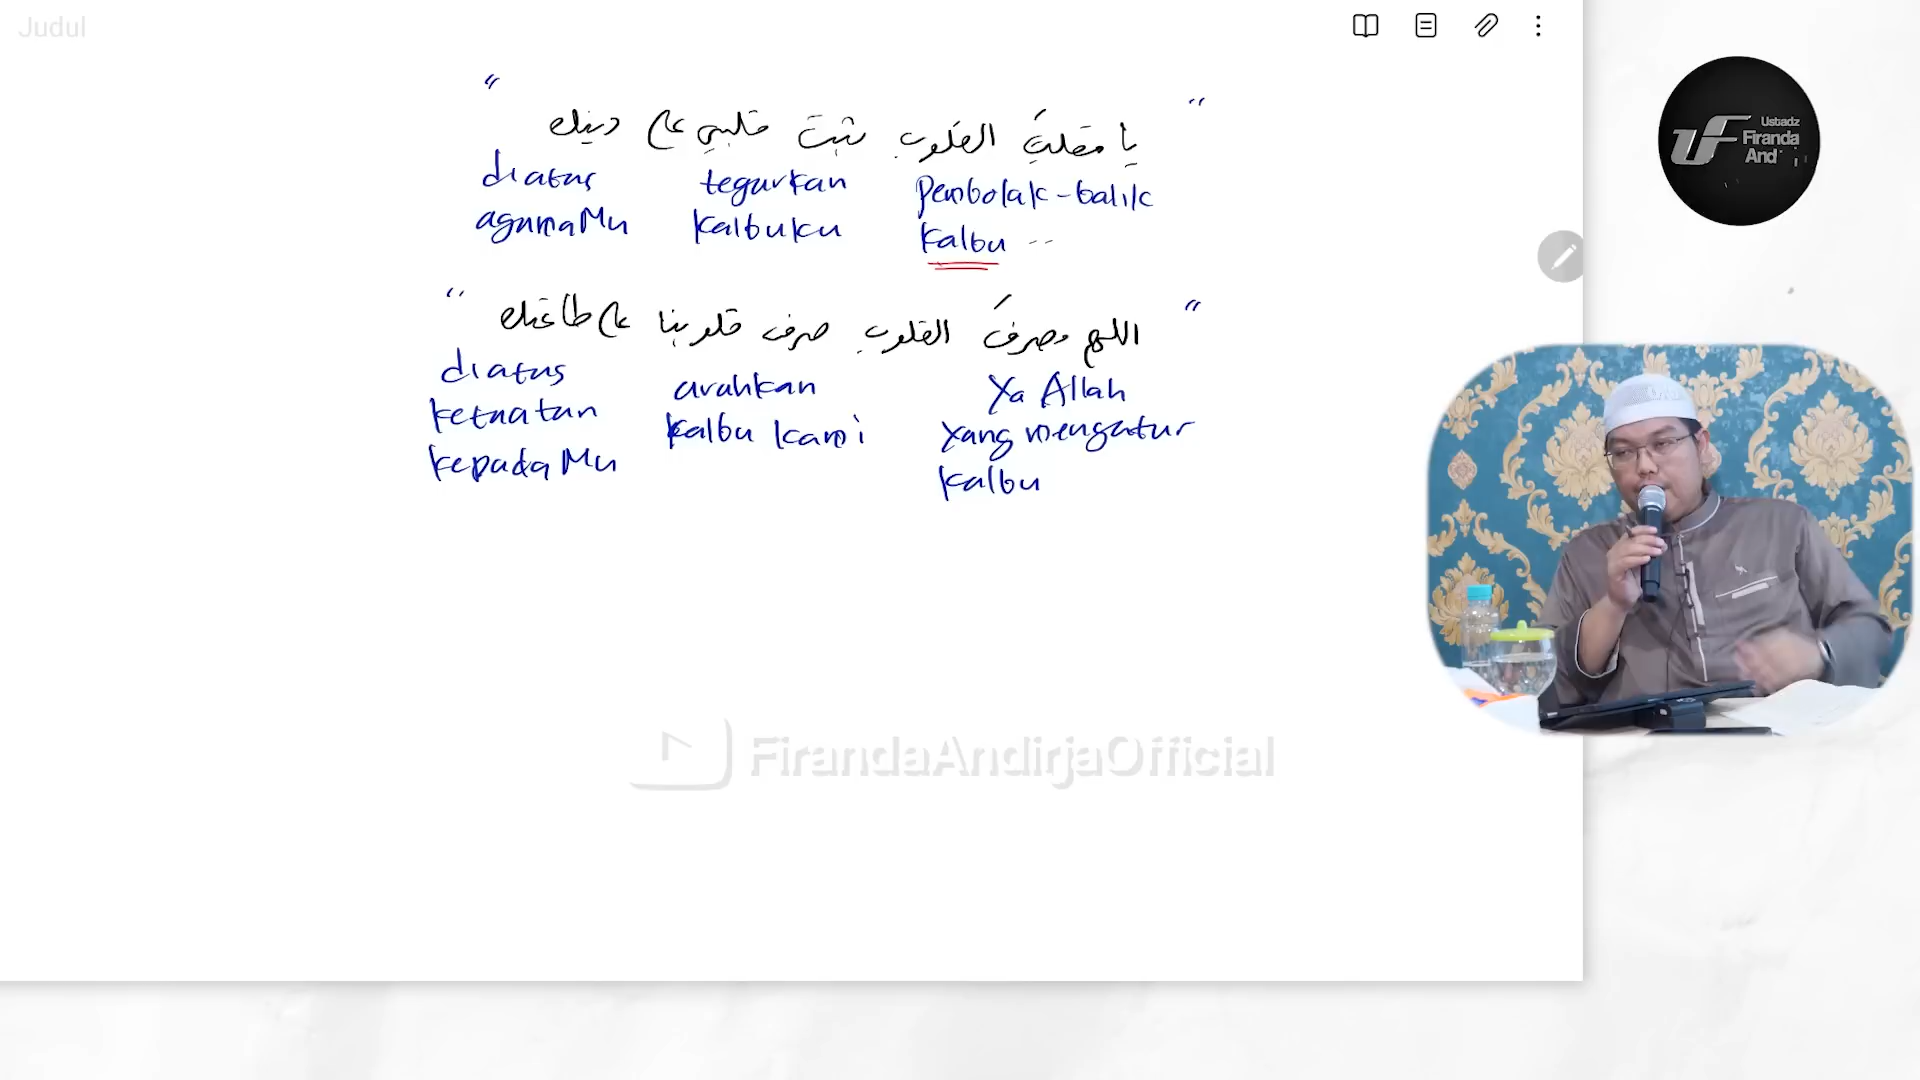 Judul
Ustadz
Firanda
And
"يا مقلبَ القلوب ثبت قلبي على دينك"
diatas tegurkan Pembolak-balik
agamaMu kalbuku kalbu --
"اللهم مصرفَ القلوب صرف قلوبنا على طاعتك"
diatas arahkan Ya Allah
ketaatan kalbu kami yang mengatur
kepadaMu kalbu
FirandaAndirjaOfficial